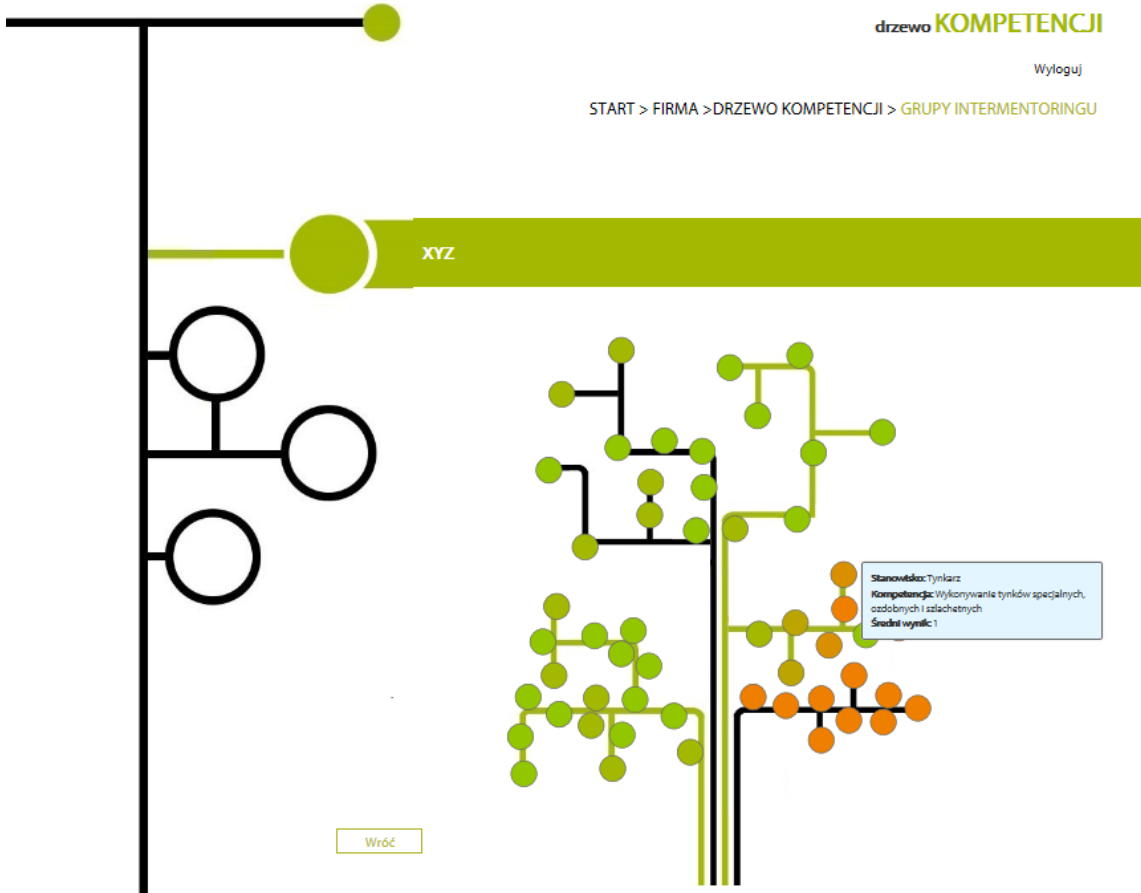 drzewo KOMPETENCJI
Wyloguj
START > FIRMA >DRZEWO KOMPETENCJI > GRUPY INTERMENTORINGU
XYZ
Stanowisko: Tynkarz
Kompetencja: Wykonywanie tynków specjalnych,
ozdobnych i szlachetnych
Średni wynik: 1
Wróć